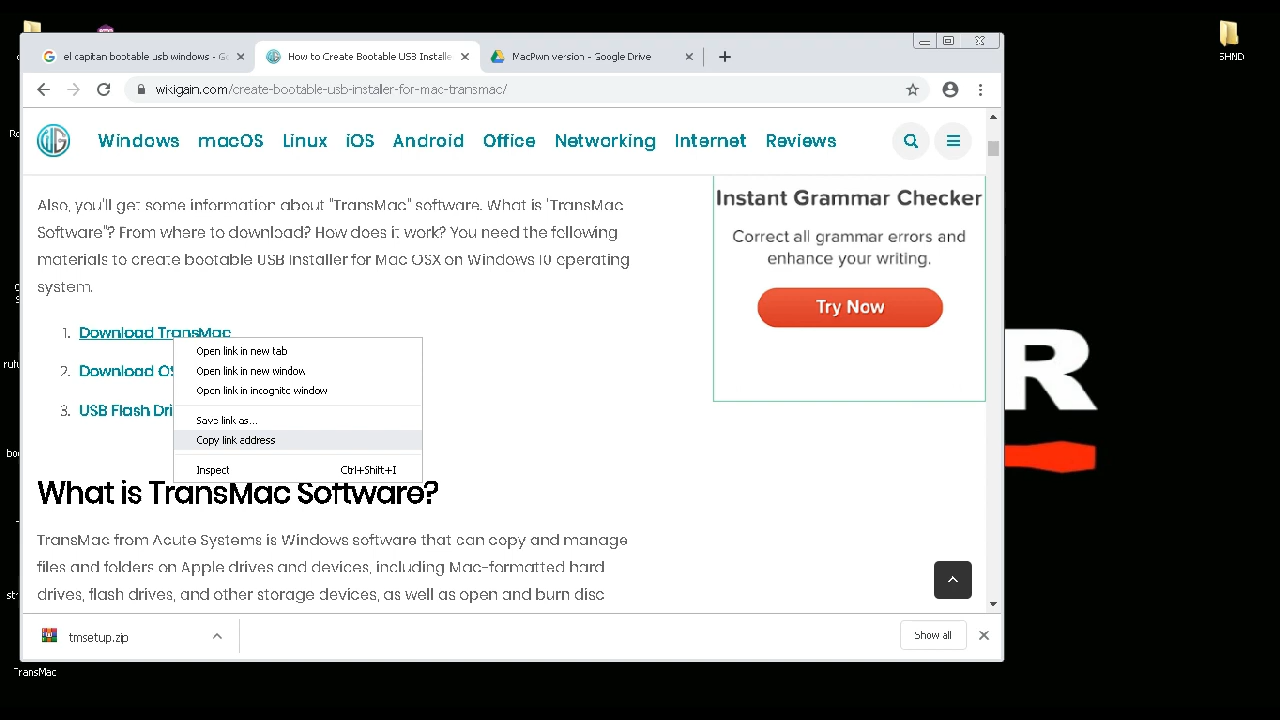 el capitan bootable usb windows - G
How to Create Bootable USB Installe
MSHPwn version - Google Drive
wikigain.com/create-bootable-usb-installer-for-mac-transmac/
WG
Windows macOS Linux iOS Android Office Networking Internet Reviews
Also, you'll get some information about "TransMac" software. What is "TransMac
Software"? From where to download? How does it work? You need the following
materials to create bootable USB Installer for Mac OSX on Windows 10 operating
system.
1. Download TransMac
2. Download OS
3. USB Flash Dri
Open link in new tab
Open link in new window
Open link in incognito window
Save link as...
Copy link address
Inspect Ctrl+Shift+I
What is TransMac Software?
TransMac from Acute Systems is Windows software that can copy and manage
files and folders on Apple drives and devices, including Mac-formatted hard
drives, flash drives, and other storage devices, as well as open and burn disc
Instant Grammar Checker
Correct all grammar errors and
enhance your writing.
Try Now
tmsetup.zip
Show all
TransMac
SHND
R